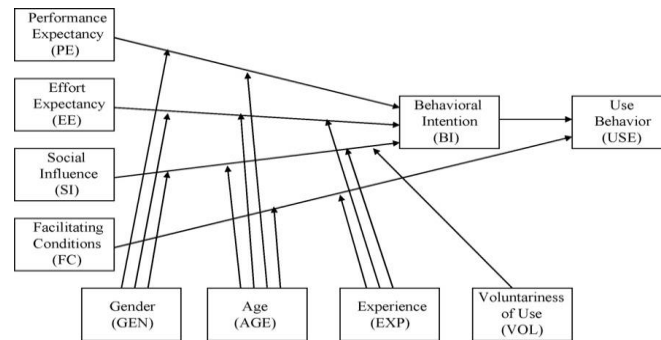 Performance
Expectancy
(PE)
Effort
Expectancy
(EE)
Social
Influence
(SI)
Facilitating
Conditions
(FC)
Behavioral
Intention
(BI)
Use
Behavior
(USE)
Gender
(GEN)
Age
(AGE)
Experience
(EXP)
Voluntariness
of Use
(VOL)